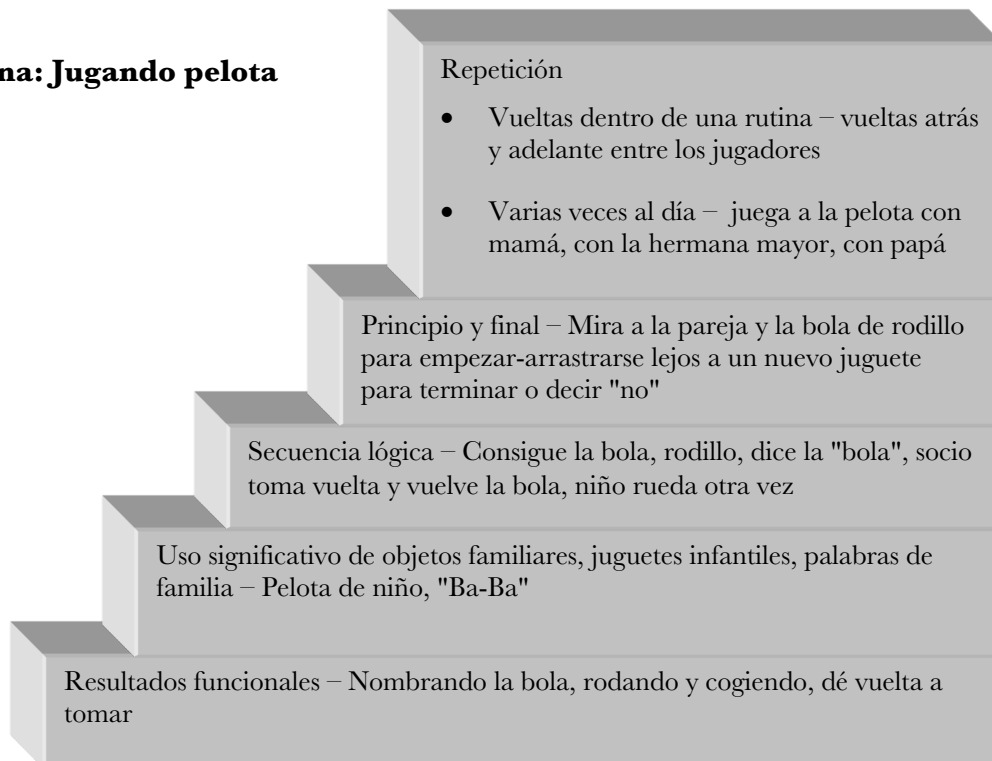 na: Jugando pelota
Repetición
• Vueltas dentro de una rutina – vueltas atrás
y adelante entre los jugadores
• Varias veces al día – juega a la pelota con
mamá, con la hermana mayor, con papá
Principio y final – Mira a la pareja y la bola de rodillo
para empezar-arrastrarse lejos a un nuevo juguete
para terminar o decir "no"
Secuencia lógica – Consigue la bola, rodillo, dice la "bola", socio
toma vuelta y vuelve la bola, niño rueda otra vez
Uso significativo de objetos familiares, juguetes infantiles, palabras de
familia – Pelota de niño, "Ba-Ba"
Resultados funcionales – Nombrando la bola, rodando y cogiendo, dé vuelta a
tomar